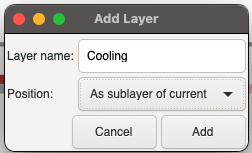 Add Layer
Layer name: Cooling
Position: As sublayer of current
Cancel Add